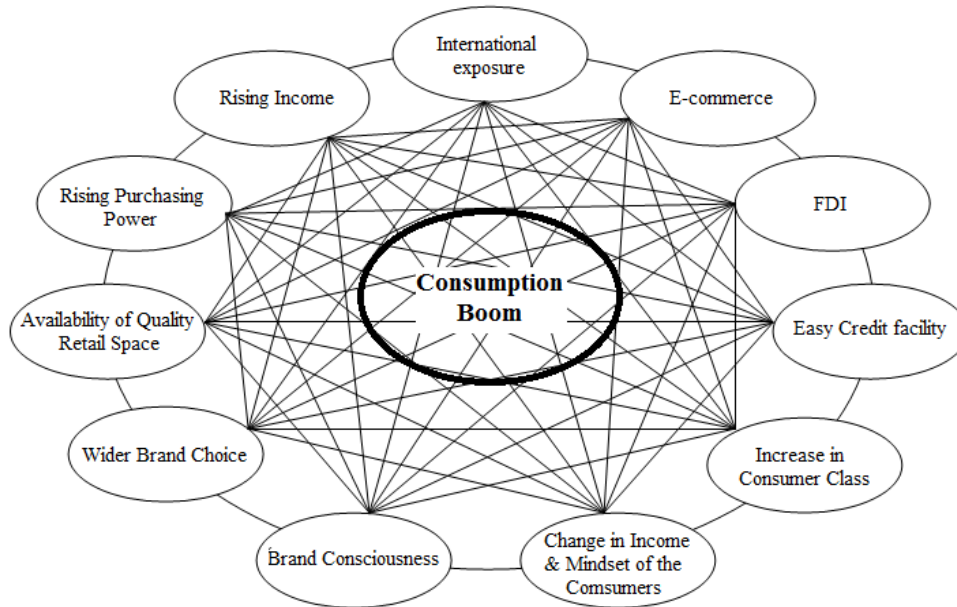 International
exposure
Rising Income
E-commerce
Rising Purchasing
Power
FDI
Consumption
Boom
Availability of Quality
Retail Space
Easy Credit facility
Wider Brand Choice
Increase in
Consumer Class
Brand Consciousness
Change in Income
& Mindset of the
Comsumers